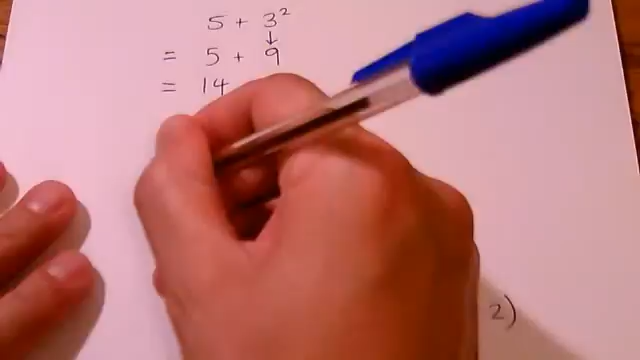 5 + 3²
↓
= 5 + 9
= 14
2)